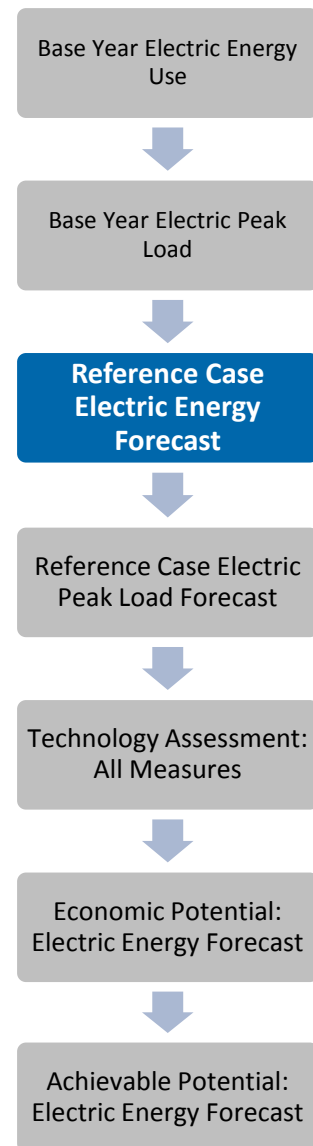 Base Year Electric Energy
Use
Base Year Electric Peak
Load
Reference Case
Electric Energy
Forecast
Reference Case Electric
Peak Load Forecast
Technology Assessment:
All Measures
Economic Potential:
Electric Energy Forecast
Achievable Potential:
Electric Energy Forecast